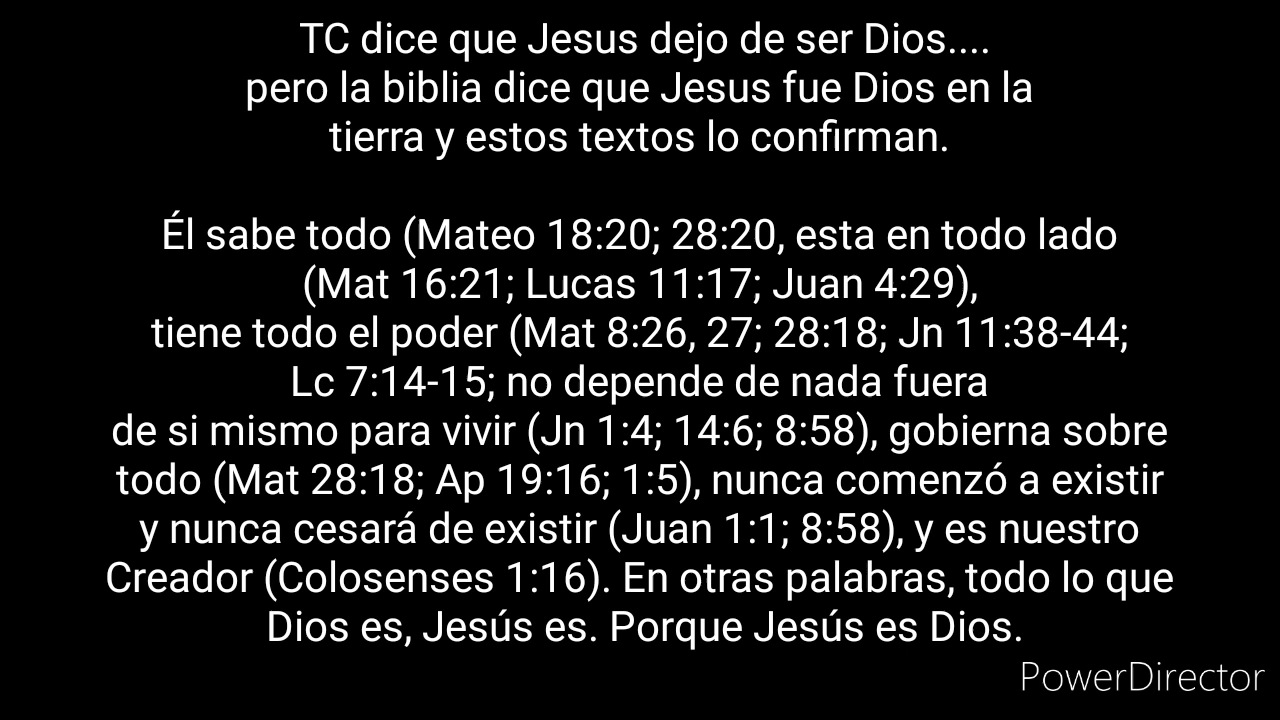 TC dice que Jesus dejo de ser Dios....
pero la biblia dice que Jesus fue Dios en la
tierra y estos textos lo confirman.
Él sabe todo (Mateo 18:20; 28:20, esta en todo lado
(Mat 16:21; Lucas 11:17; Juan 4:29),
tiene todo el poder (Mat 8:26, 27; 28:18; Jn 11:38-44;
Lc 7:14-15; no depende de nada fuera
de si mismo para vivir (Jn 1:4; 14:6; 8:58), gobierna sobre
todo (Mat 28:18; Ap 19:16; 1:5), nunca comenzó a existir
y nunca cesará de existir (Juan 1:1; 8:58), y es nuestro
Creador (Colosenses 1:16). En otras palabras, todo lo que
Dios es, Jesús es. Porque Jesús es Dios.
PowerDirector